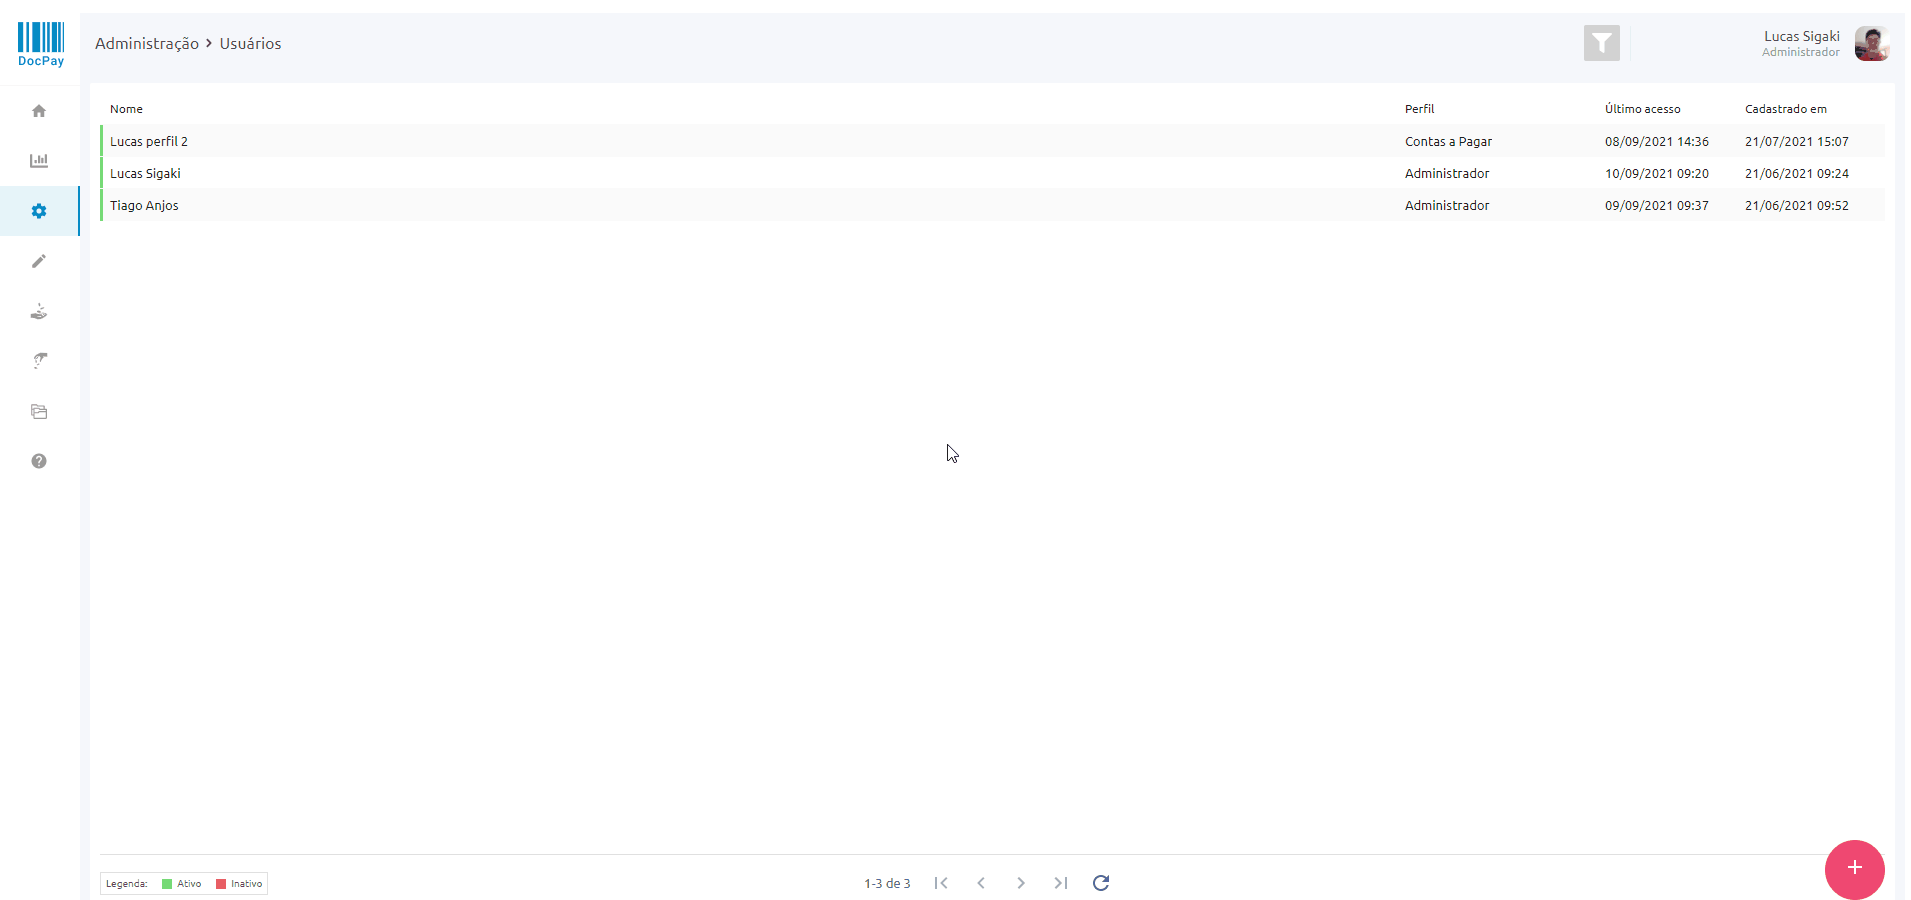 DocPay
Administração > Usuários
Lucas Sigaki
Administrador
Nome Perfil Último acesso Cadastrado em
Lucas perfil 2 Contas a Pagar 08/09/2021 14:36 21/07/2021 15:07
Lucas Sigaki Administrador 10/09/2021 09:20 21/06/2021 09:24
Tiago Anjos Administrador 09/09/2021 09:37 21/06/2021 09:52
Legenda: Ativo Inativo
1-3 de 3